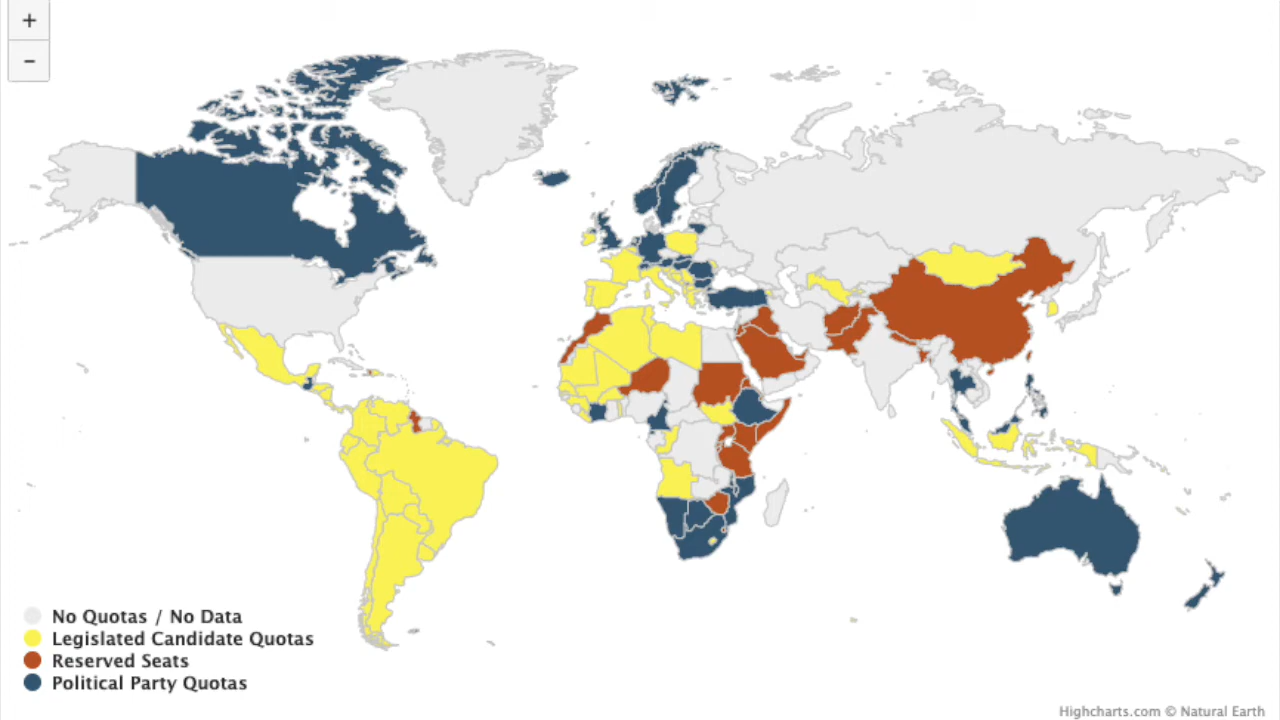 +
−
No Quotas / No Data
Legislated Candidate Quotas
Reserved Seats
Political Party Quotas
Highcharts.com © Natural Earth